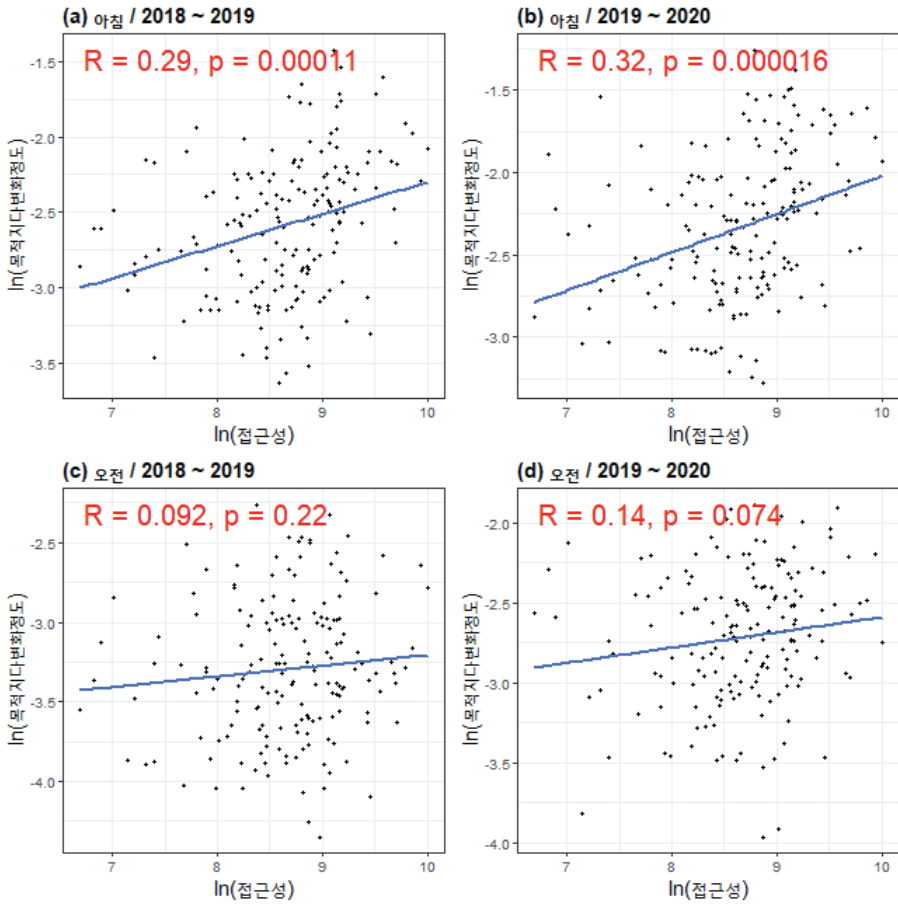 (a) 아침 / 2018 ~ 2019
R = 0.29, p = 0.00011
ln(목적지다변화정도)
-1.5
-2.0
-2.5
-3.0
-3.5
7 8 9 10
ln(접근성)
(b) 아침 / 2019 ~ 2020
R = 0.32, p = 0.000016
ln(목적지다변화정도)
-1.5
-2.0
-2.5
-3.0
7 8 9 10
ln(접근성)
(c) 오전 / 2018 ~ 2019
R = 0.092, p = 0.22
ln(목적지다변화정도)
-2.5
-3.0
-3.5
-4.0
7 8 9 10
ln(접근성)
(d) 오전 / 2019 ~ 2020
R = 0.14, p = 0.074
ln(목적지다변화정도)
-2.0
-2.5
-3.0
-3.5
-4.0
7 8 9 10
ln(접근성)